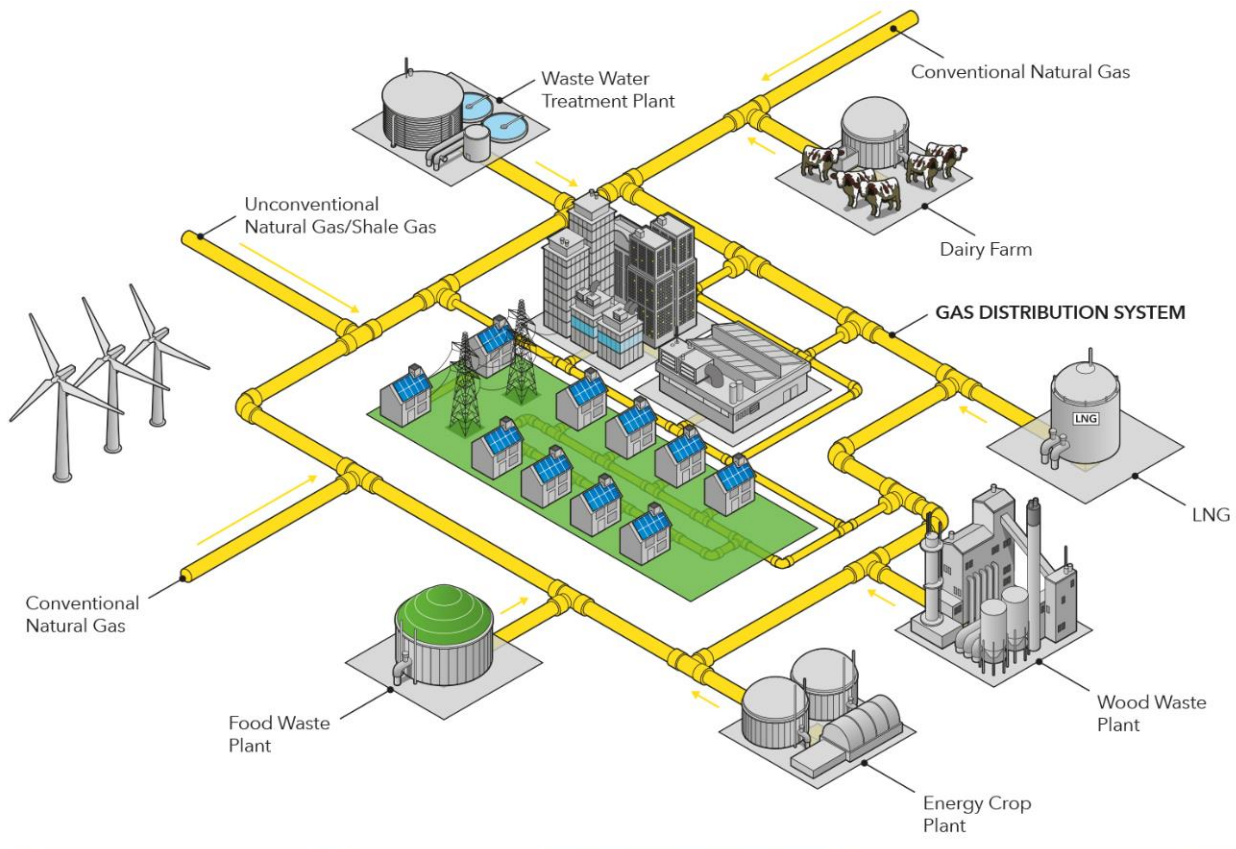 Waste Water
Treatment Plant
Conventional Natural Gas
Unconventional
Natural Gas/Shale Gas
Dairy Farm
GAS DISTRIBUTION SYSTEM
LNG
LNG
Conventional
Natural Gas
Food Waste
Plant
Wood Waste
Plant
Energy Crop
Plant